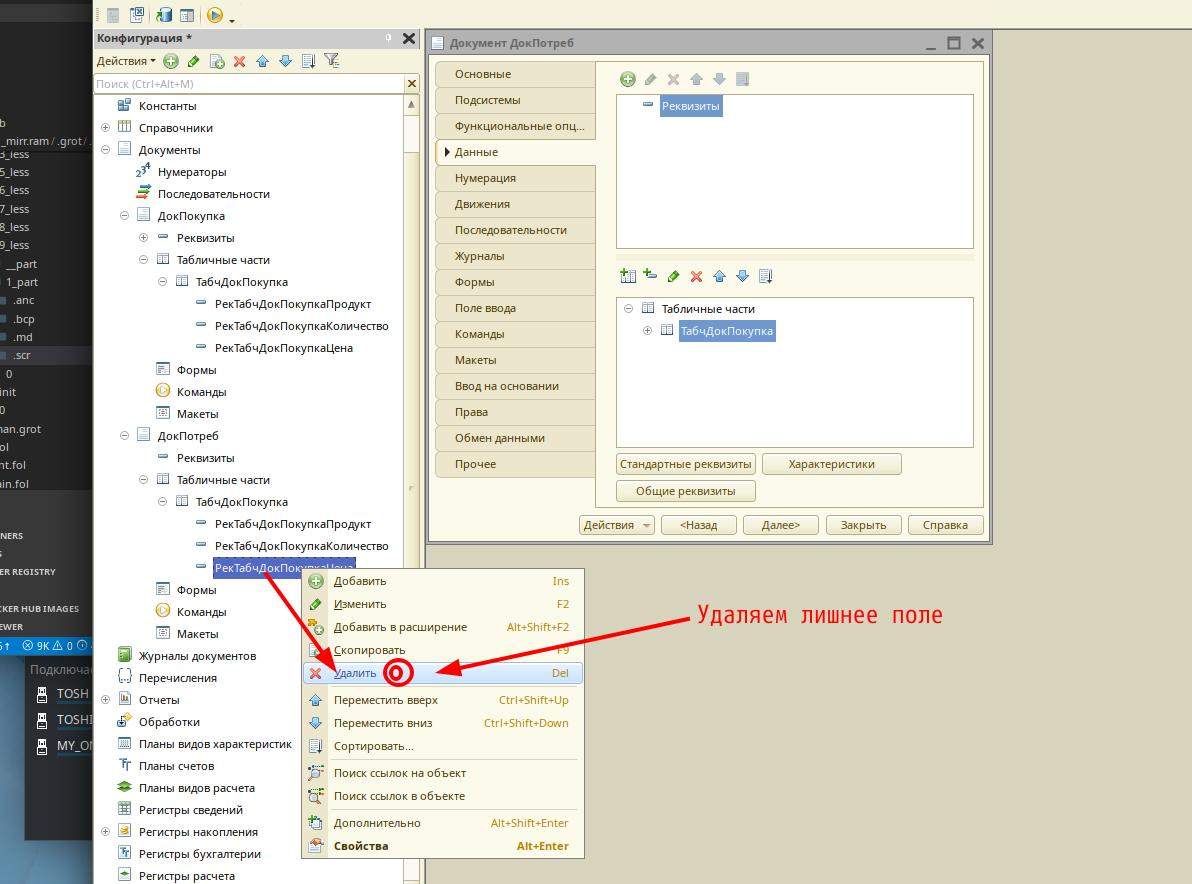 Конфигурация *
Действия
Поиск (Ctrl+Alt+M)
Константы
Справочники
Документы
Нумераторы
Последовательности
ДокПокупка
Реквизиты
Табличные части
ТабчДокПокупка
РекТабчДокПокупкаПродукт
РекТабчДокПокупкаКоличество
РекТабчДокПокупкаЦена
Формы
Команды
Макеты
ДокПотреб
Реквизиты
Табличные части
ТабчДокПокупка
РекТабчДокПокупкаПродукт
РекТабчДокПокупкаКоличество
РекТабчДокПокупкаЦена
Формы
Команды
Макеты
Журналы документов
Перечисления
Отчеты
Обработки
Планы видов характеристик
Планы счетов
Планы видов расчета
Регистры сведений
Регистры накопления
Регистры бухгалтерии
Регистры расчета
Документ ДокПотреб
Основные
Подсистемы
Функциональные опц...
Данные
Нумерация
Движения
Последовательности
Журналы
Формы
Поле ввода
Команды
Макеты
Ввод на основании
Права
Обмен данными
Прочее
Реквизиты
Табличные части
ТабчДокПокупка
Стандартные реквизиты
Характеристики
Общие реквизиты
Действия
<Назад
Далее>
Закрыть
Справка
Добавить Ins
Изменить F2
Добавить в расширение Alt+Shift+F2
Скопировать F9
Удалить Del
Переместить вверх Ctrl+Shift+Up
Переместить вниз Ctrl+Shift+Down
Сортировать...
Поиск ссылок на объект
Поиск ссылок в объекте
Дополнительно Alt+Shift+Enter
Свойства Alt+Enter
Удаляем лишнее поле
_mirr.ram/.grot/
3_less
5_less
6_less
7_less
8_less
9_less
__part
1_part
.anc
.bcp
.md
.scr
0
init
0
nan.grot
ol
nt.fol
ain.fol
NERS
S
ER REGISTRY
CKER HUB IMAGES
EWER
9K 0
Подключа
TOSH
TOSHI